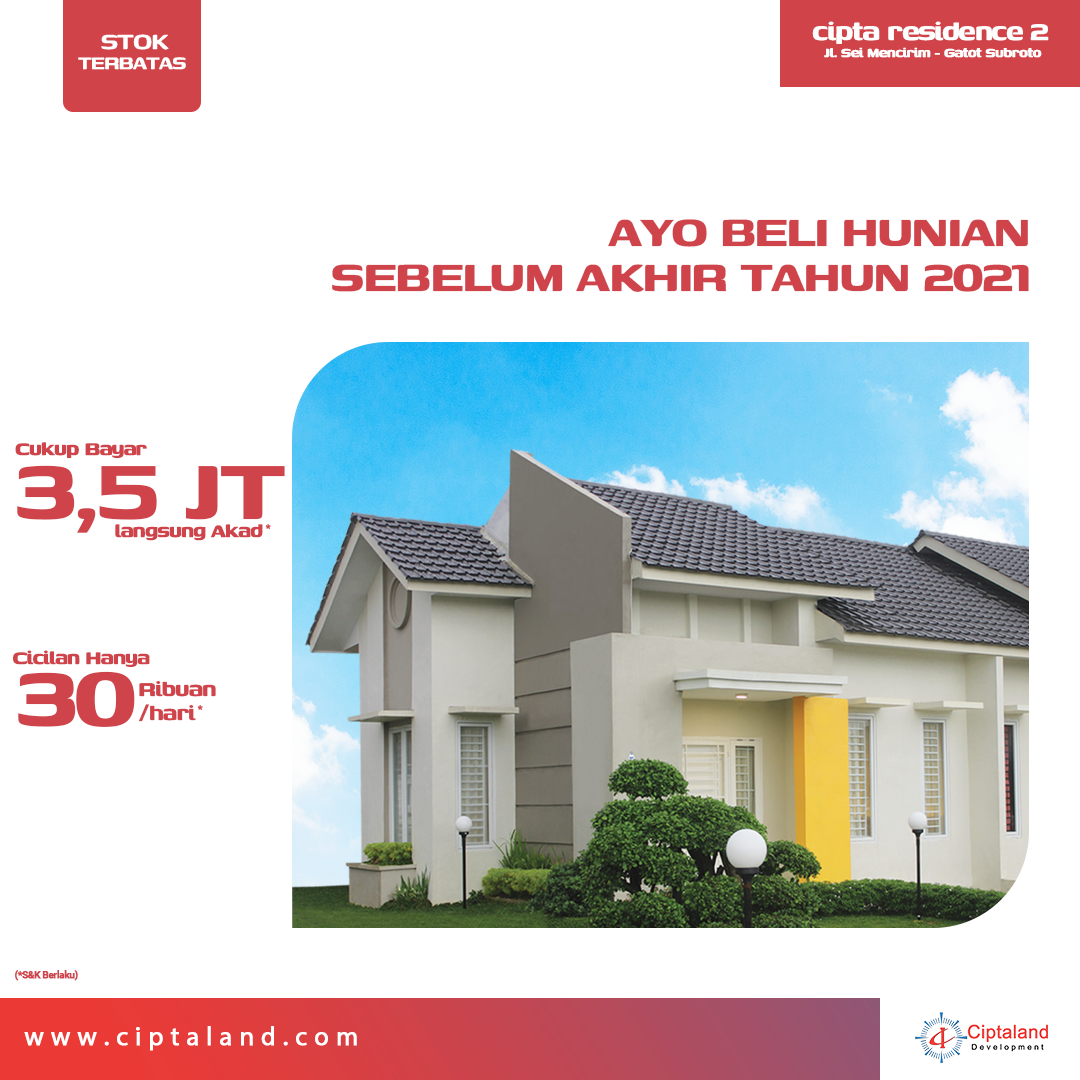 STOK
TERBATAS
cipta residence 2
Jl. Sei Mencirim - Gatot Subroto
AYO BELI HUNIAN
SEBELUM AKHIR TAHUN 2021
Cukup Bayar
3,5 JT
langsung Akad*
Cicilan Hanya
30 Ribuan
/hari*
(*S&K Berlaku)
www.ciptaland.com
Ciptaland
Development